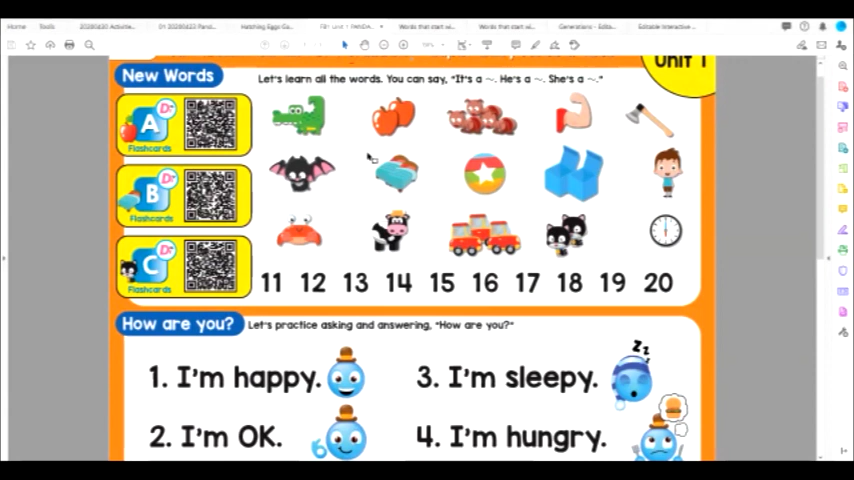 Home Tools
New Words
Let's learn all the words. You can say, "It's a ~. He's a ~. She's a ~."
Unit 1
A
Flashcards
B
Flashcards
C
Flashcards
11 12 13 14 15 16 17 18 19 20
How are you?
Let's practice asking and answering, "How are you?"
1. I'm happy.
3. I'm sleepy.
2. I'm OK.
4. I'm hungry.